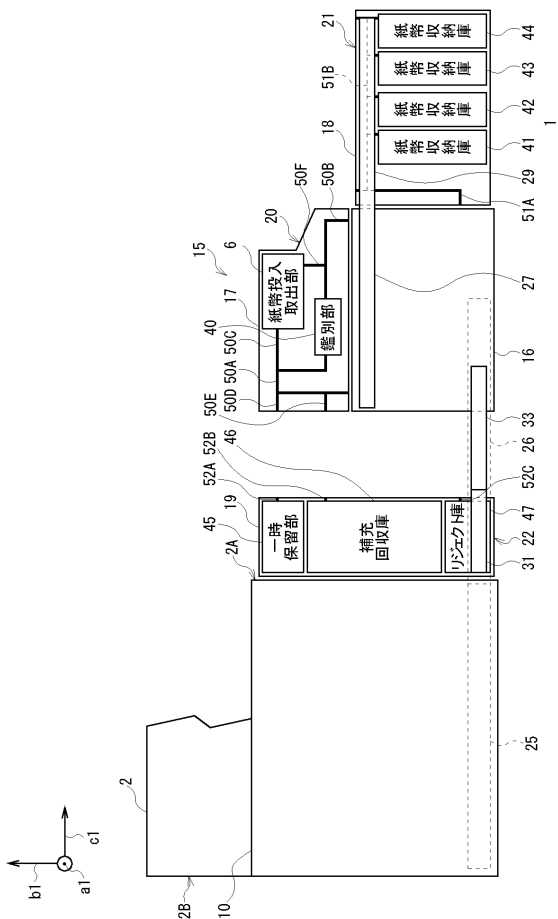 b1
c1
a1
2
2B
10
2A
25
45
19
52A
52B
46
一時
保留部
補充
回収庫
リジェクト庫
31
22
47
52C
26
33
16
50E
50D
50A
50C
40
17
6
15
20
50F
50B
紙幣投入
取出部
鑑別部
27
51A
29
18
51B
21
紙幣収納庫
紙幣収納庫
紙幣収納庫
紙幣収納庫
41
42
43
44
1